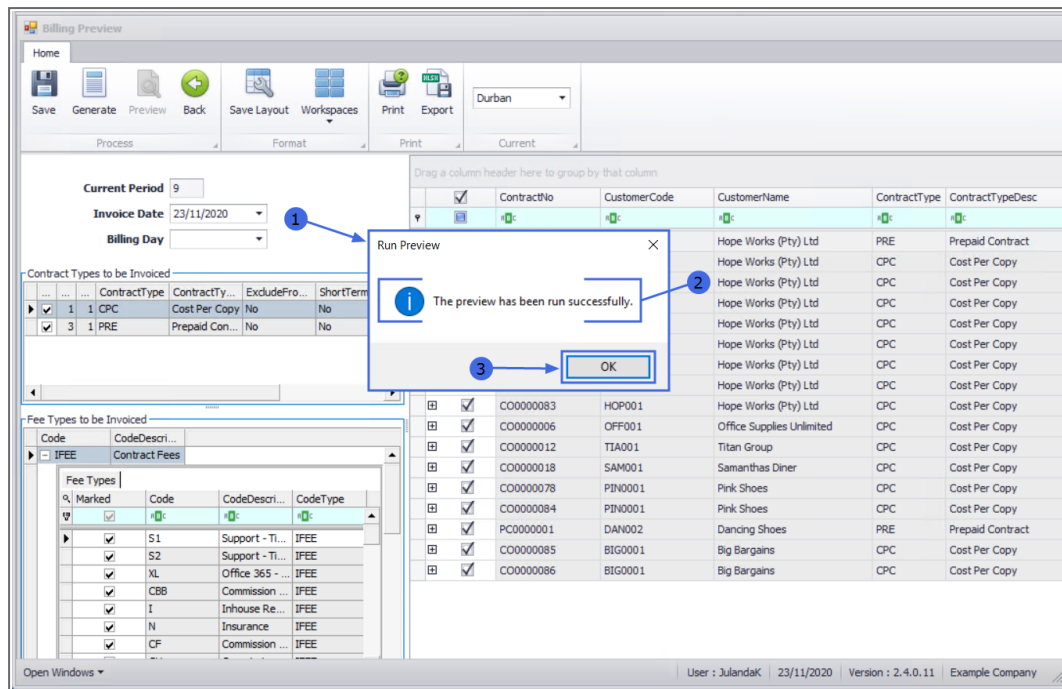 Billing Preview
Home
Save Generate Preview Back Save Layout Workspaces Print Export Durban
Process Format Print Current
Current Period 9
Invoice Date 23/11/2020
Billing Day
Contract Types to be Invoiced
... ... ... ContractType ContractTy... ExcludeFro... ShortTerm
1 1 CPC Cost Per Copy No No
3 1 PRE Prepaid Con... No No
Fee Types to be Invoiced
Code CodeDescri...
IFEE Contract Fees
Fee Types
Marked Code CodeDescri... CodeType
S1 Support - Ti... IFEE
S2 Support - Ti... IFEE
XL Office 365 - ... IFEE
CBB Commission ... IFEE
I Inhouse Re... IFEE
N Insurance IFEE
CF Commission ... IFEE
Drag a column header here to group by that column
ContractNo CustomerCode CustomerName ContractType ContractTypeDesc
Hope Works (Pty) Ltd PRE Prepaid Contract
Hope Works (Pty) Ltd CPC Cost Per Copy
Hope Works (Pty) Ltd CPC Cost Per Copy
Hope Works (Pty) Ltd CPC Cost Per Copy
Hope Works (Pty) Ltd CPC Cost Per Copy
Hope Works (Pty) Ltd CPC Cost Per Copy
Hope Works (Pty) Ltd CPC Cost Per Copy
Hope Works (Pty) Ltd CPC Cost Per Copy
CO0000083 HOP001 Hope Works (Pty) Ltd CPC Cost Per Copy
CO0000006 OFF001 Office Supplies Unlimited CPC Cost Per Copy
CO0000012 TIA001 Titan Group CPC Cost Per Copy
CO0000018 SAM001 Samanthas Diner CPC Cost Per Copy
CO0000078 PIN0001 Pink Shoes CPC Cost Per Copy
CO0000084 PIN0001 Pink Shoes CPC Cost Per Copy
PC0000001 DAN002 Dancing Shoes PRE Prepaid Contract
CO0000085 BIG0001 Big Bargains CPC Cost Per Copy
CO0000086 BIG0001 Big Bargains CPC Cost Per Copy
1
Run Preview
The preview has been run successfully.
2
3
OK
Open Windows User : JulandaK 23/11/2020 Version : 2.4.0.11 Example Company